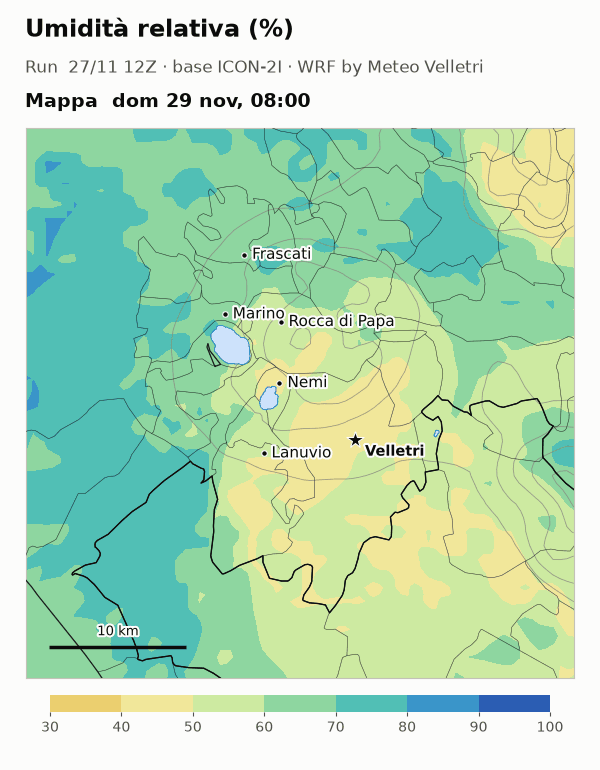 Umidità relativa (%)
Run  27/11 12Z · base ICON-2I · WRF by Meteo Velletri
Mappa  dom 29 nov, 08:00
Frascati
Marino
Rocca di Papa
Nemi
Velletri
Lanuvio
10 km
30 40 50 60 70 80 90 100